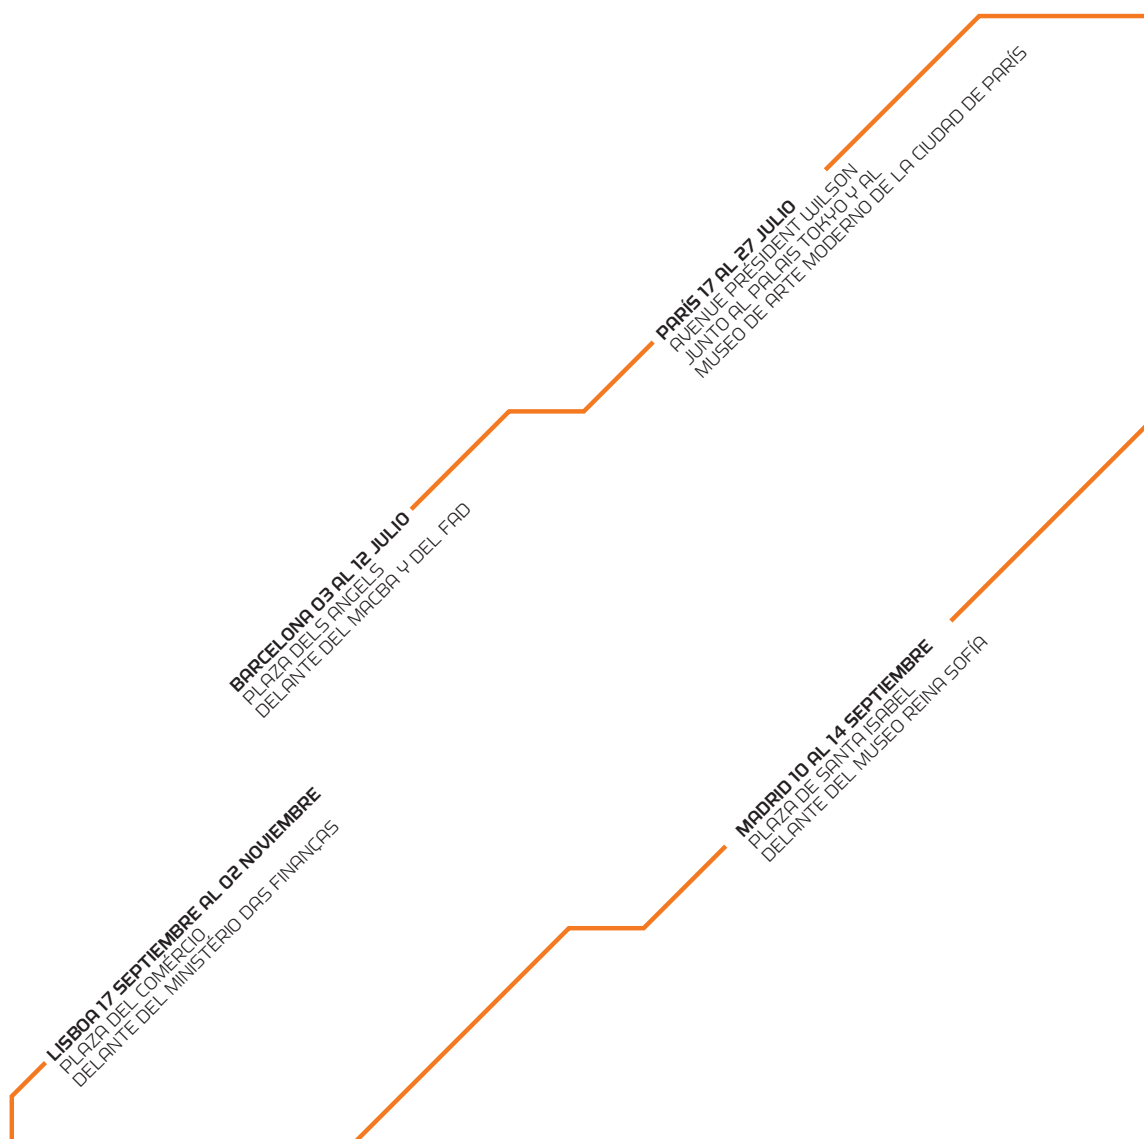 PARÍS 17 AL 27 JULIO
AVENUE PRÉSIDENT WILSON
JUNTO AL PALAIS TOKYO Y AL
MUSEO DE ARTE MODERNO DE LA CIUDAD DE PARÍS
BARCELONA 03 AL 12 JULIO
PLAZA DELS ANGELS
DELANTE DEL MACBA Y DEL FAD
MADRID 10 AL 14 SEPTIEMBRE
PLAZA DE SANTA ISABEL
DELANTE DEL MUSEO REINA SOFÍA
LISBOA 17 SEPTIEMBRE AL 02 NOVIEMBRE
PLAZA DEL COMÉRCIO
DELANTE DEL MINISTÉRIO DAS FINANÇAS